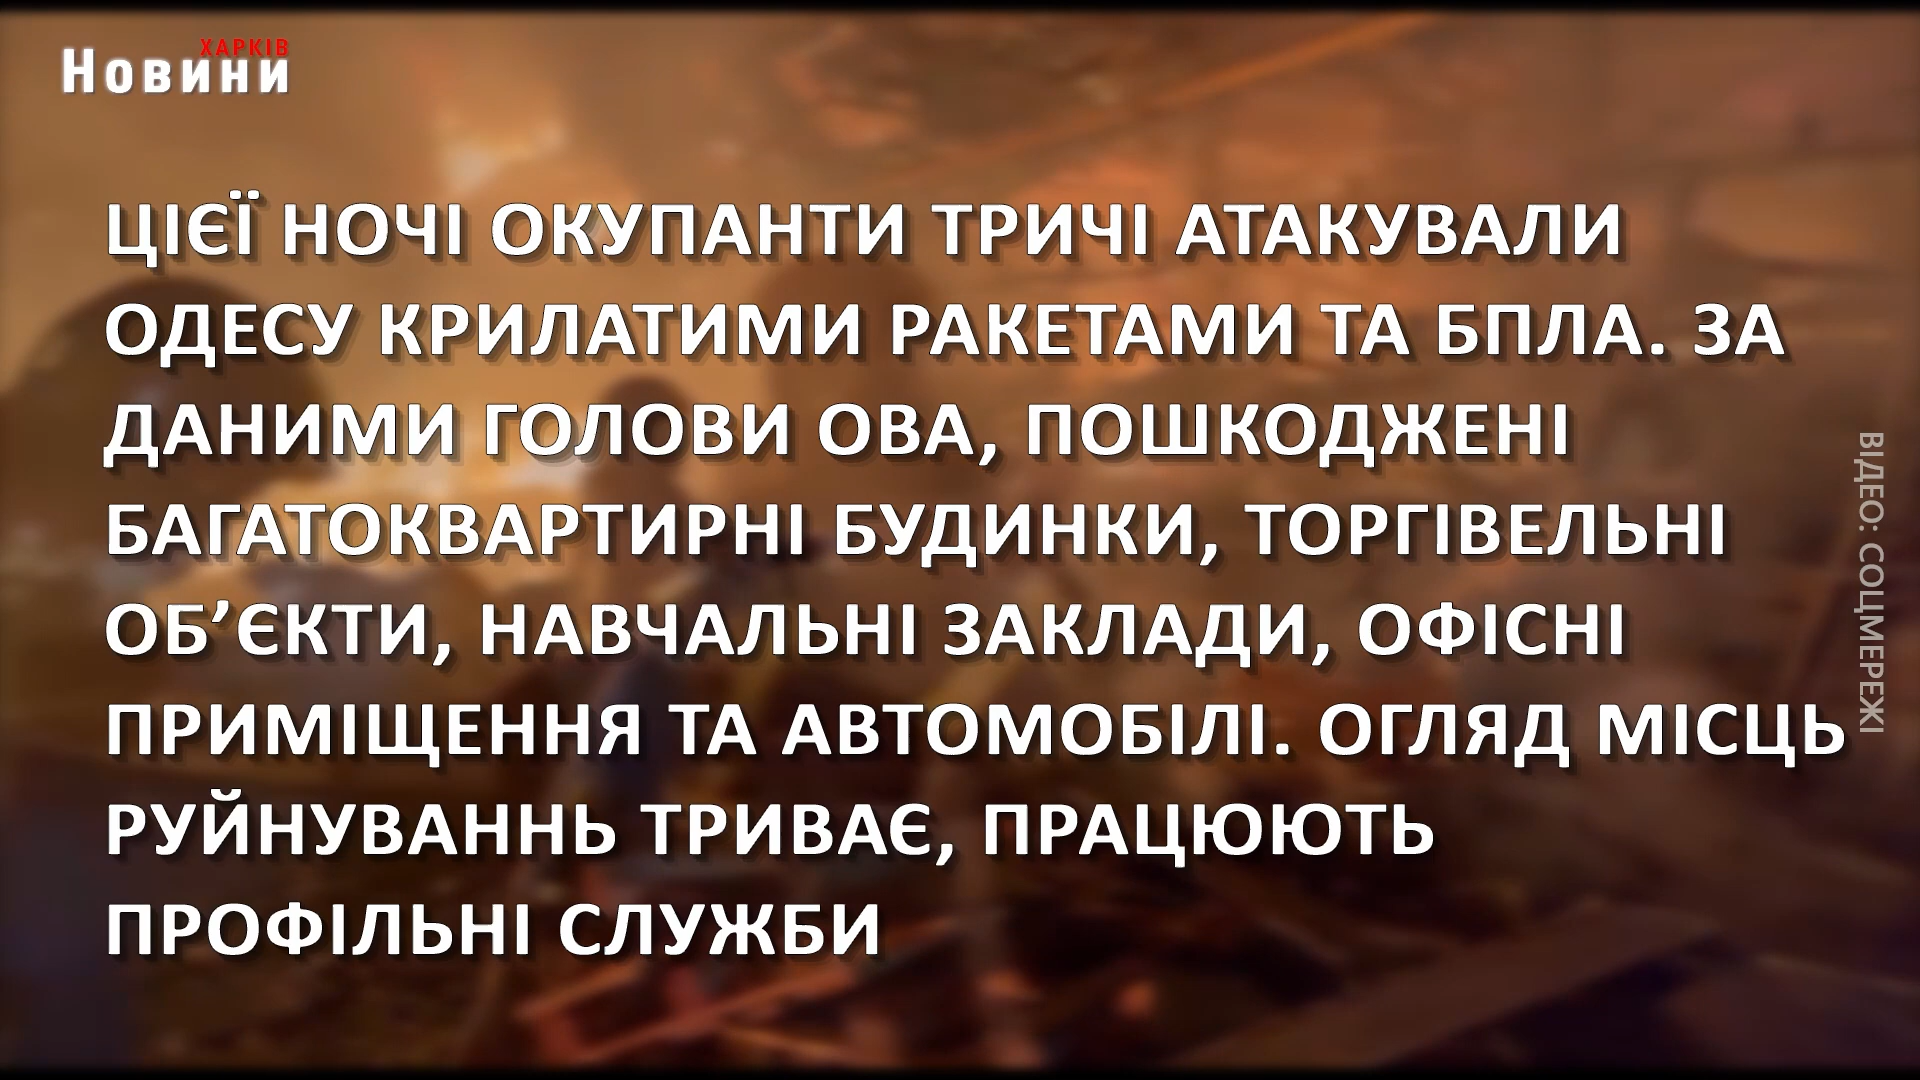 ХАРКІВ
Новини
ЦІЄЇ НОЧІ ОКУПАНТИ ТРИЧІ АТАКУВАЛИ
ОДЕСУ КРИЛАТИМИ РАКЕТАМИ ТА БПЛА. ЗА
ДАНИМИ ГОЛОВИ ОВА, ПОШКОДЖЕНІ
БАГАТОКВАРТИРНІ БУДИНКИ, ТОРГІВЕЛЬНІ
ОБ’ЄКТИ, НАВЧАЛЬНІ ЗАКЛАДИ, ОФІСНІ
ПРИМІЩЕННЯ ТА АВТОМОБІЛІ. ОГЛЯД МІСЦЬ
РУЙНУВАННЬ ТРИВАЄ, ПРАЦЮЮТЬ
ПРОФІЛЬНІ СЛУЖБИ
ВІДЕО: СОЦМЕРЕЖІ